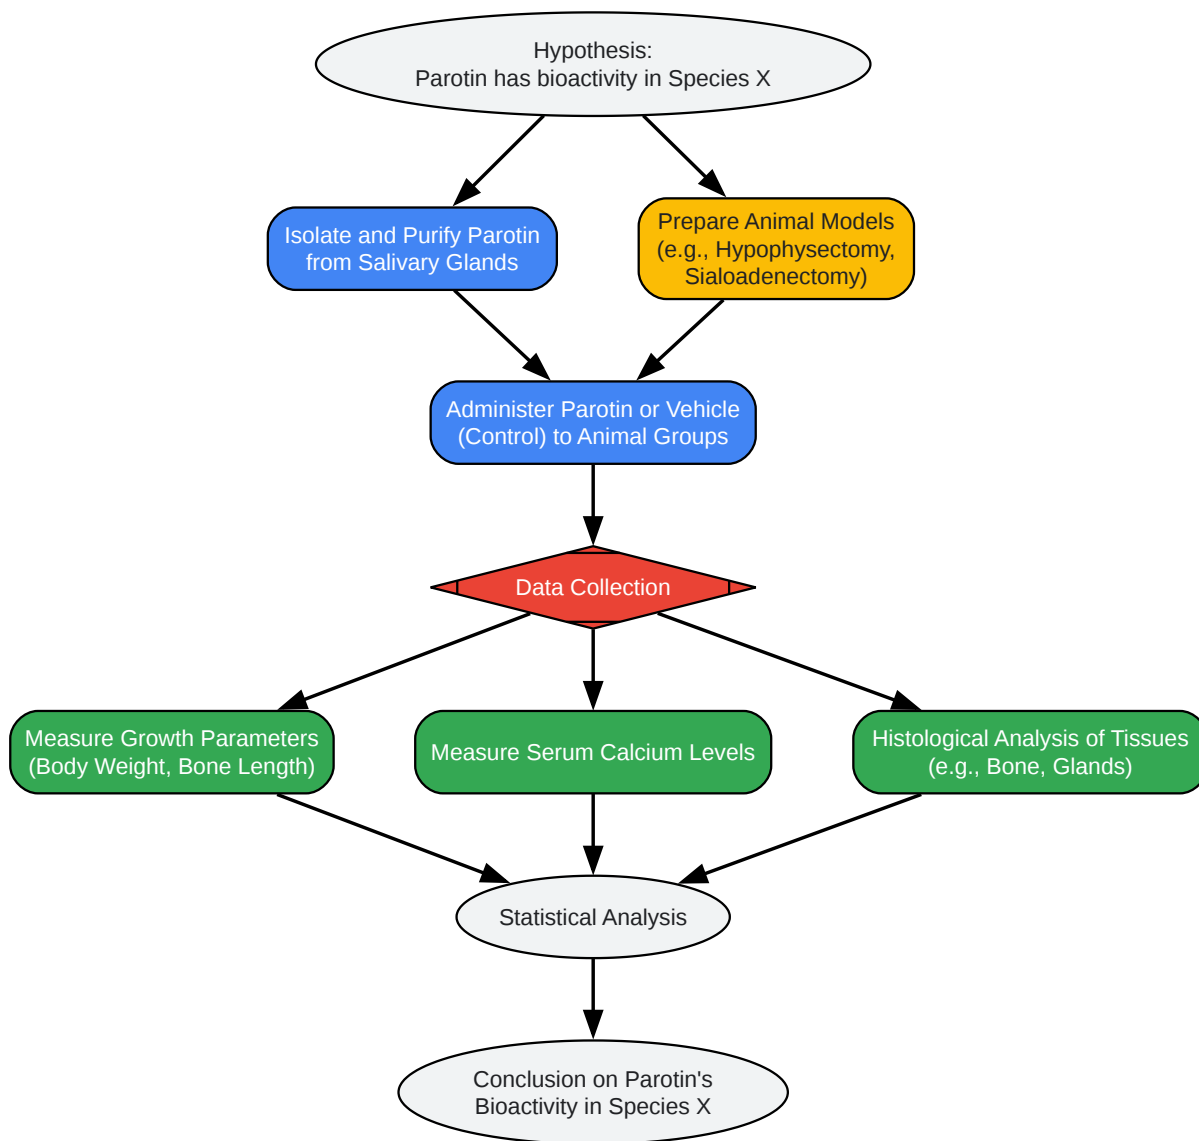 Hypothesis:
Parotin has bioactivity in Species X
Isolate and Purify Parotin
from Salivary Glands
Prepare Animal Models
(e.g., Hypophysectomy,
Sialoadenectomy)
Administer Parotin or Vehicle
(Control) to Animal Groups
Data Collection
Measure Growth Parameters
(Body Weight, Bone Length)
Measure Serum Calcium Levels
Histological Analysis of Tissues
(e.g., Bone, Glands)
Statistical Analysis
Conclusion on Parotin's
Bioactivity in Species X